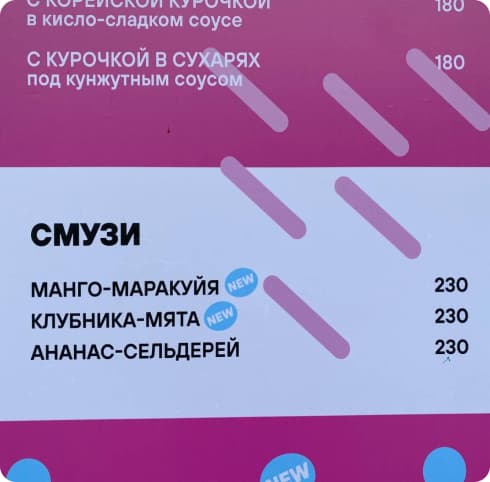 С КОРЕЙСКОЙ КУРОЧКОЙ 180
в кисло-сладком соусе
С КУРОЧКОЙ В СУХАРЯХ 180
под кунжутным соусом
СМУЗИ
МАНГО-МАРАКУЙЯ NEW 230
КЛУБНИКА-МЯТА NEW 230
АНАНАС-СЕЛЬДЕРЕЙ 230
NEW